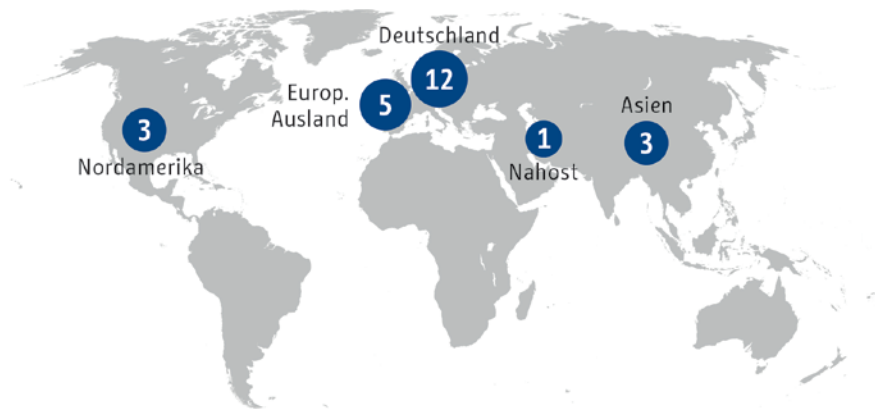 Deutschland
12
Europ.
Ausland
5
Asien
3
Nordamerika
1
Nahost
3